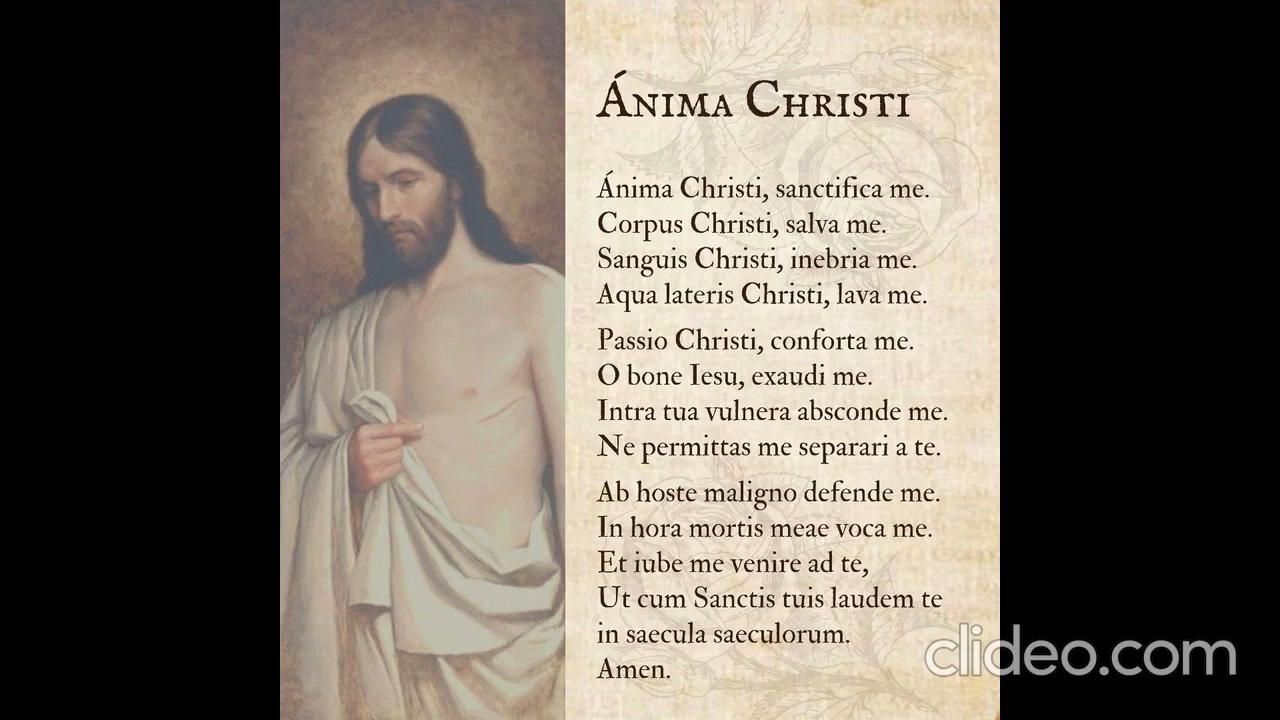 Ánima Christi
Ánima Christi, sanctifica me.
Corpus Christi, salva me.
Sanguis Christi, inebria me.
Aqua lateris Christi, lava me.
Passio Christi, conforta me.
O bone Iesu, exaudi me.
Intra tua vulnera absconde me.
Ne permittas me separari a te.
Ab hoste maligno defende me.
In hora mortis meae voca me.
Et iube me venire ad te,
Ut cum Sanctis tuis laudem te
in saecula saeculorum.
Amen.
clideo.com